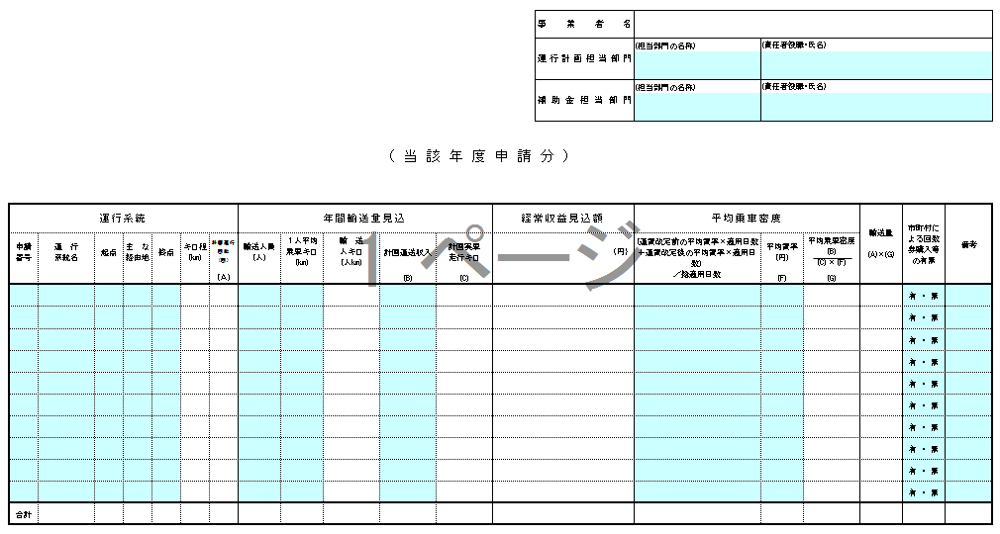 事業者名
(担当部門の名称) (責任者役職・氏名)
運行計画担当部門
(担当部門の名称) (責任者役職・氏名)
補助金担当部門
(当該年度申請分)
運行系統 年間輸送量見込 経常収益見込額 平均乗車密度 輸送量 (A)×(G) 市町村による回数券購入等の有無 備考
申請番号 運行系統名 起点 主な経由地 終点 キロ程 (km) 計画運行回数 (回) (A)
輸送人員 (人) 1人平均乗車キロ (km) 輸送人キロ (人km) 計画運送収入 (B) 計画実車走行キロ (C)
(円)
(運賃改定前の平均賃率×適用日数
+運賃改定後の平均賃率×適用日数)
/総適用日数
平均賃率 (円) (F)
平均乗車密度 (B) (C)×(F) (G)
1 ページ
有・無
有・無
有・無
有・無
有・無
有・無
有・無
有・無
有・無
有・無
合計